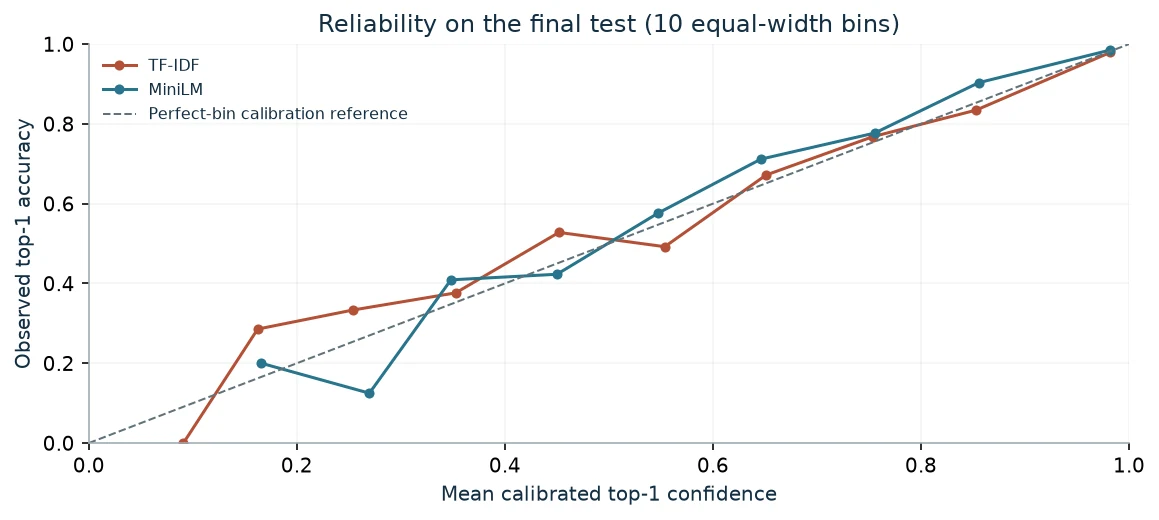 Reliability on the final test (10 equal-width bins)
1.0
0.8
0.6
0.4
0.2
0.0
Observed top-1 accuracy
TF-IDF
MiniLM
Perfect-bin calibration reference
0.0 0.2 0.4 0.6 0.8 1.0
Mean calibrated top-1 confidence